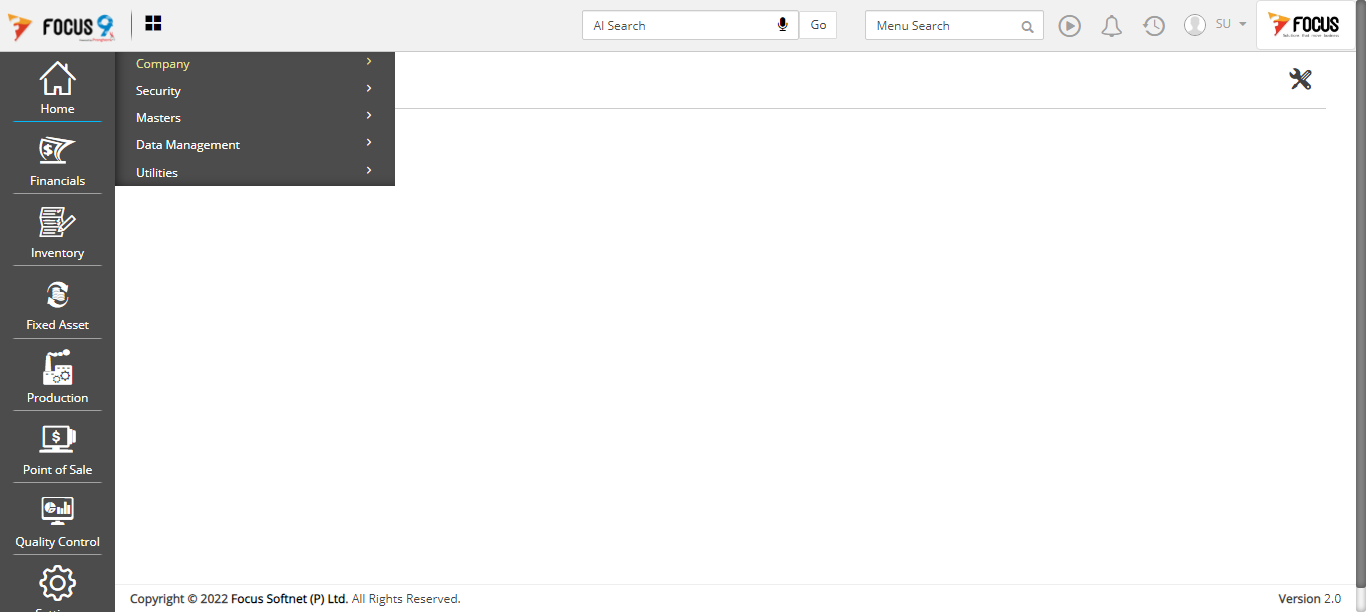 FOCUS 9
AI Search
Go
Menu Search
SU
FOCUS
Home
Financials
Inventory
Fixed Asset
Production
Point of Sale
Quality Control
Company
Security
Masters
Data Management
Utilities
Copyright © 2022 Focus Softnet (P) Ltd. All Rights Reserved.
Version 2.0